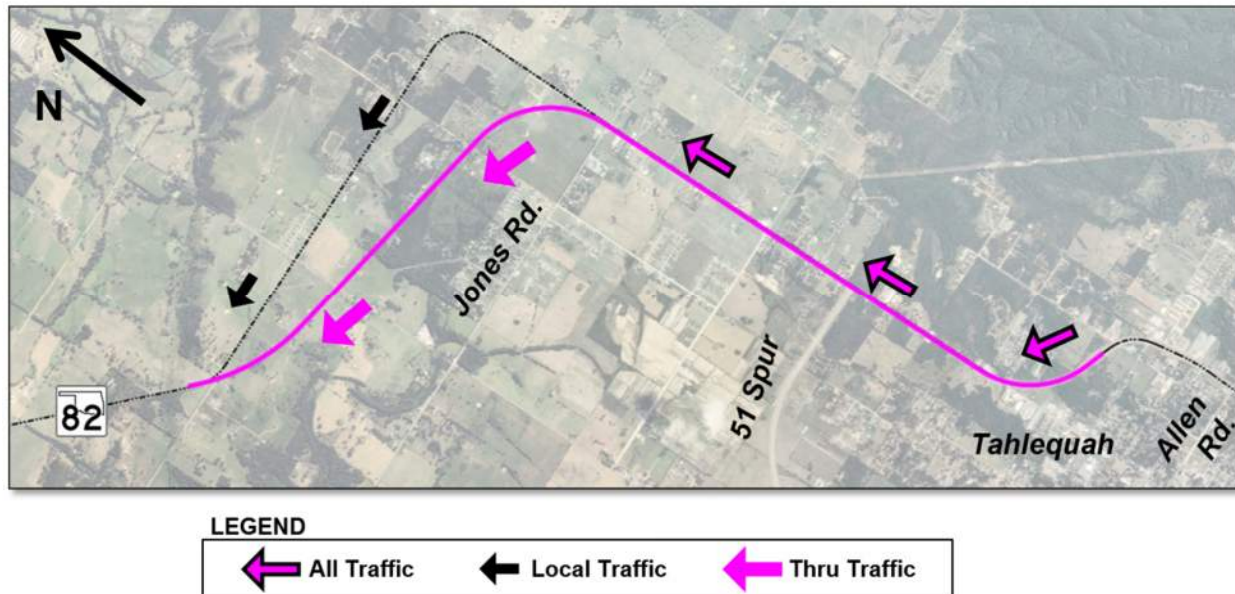 N
Jones Rd.
51 Spur
82
Tahlequah
Allen
Rd.
LEGEND
All Traffic
Local Traffic
Thru Traffic